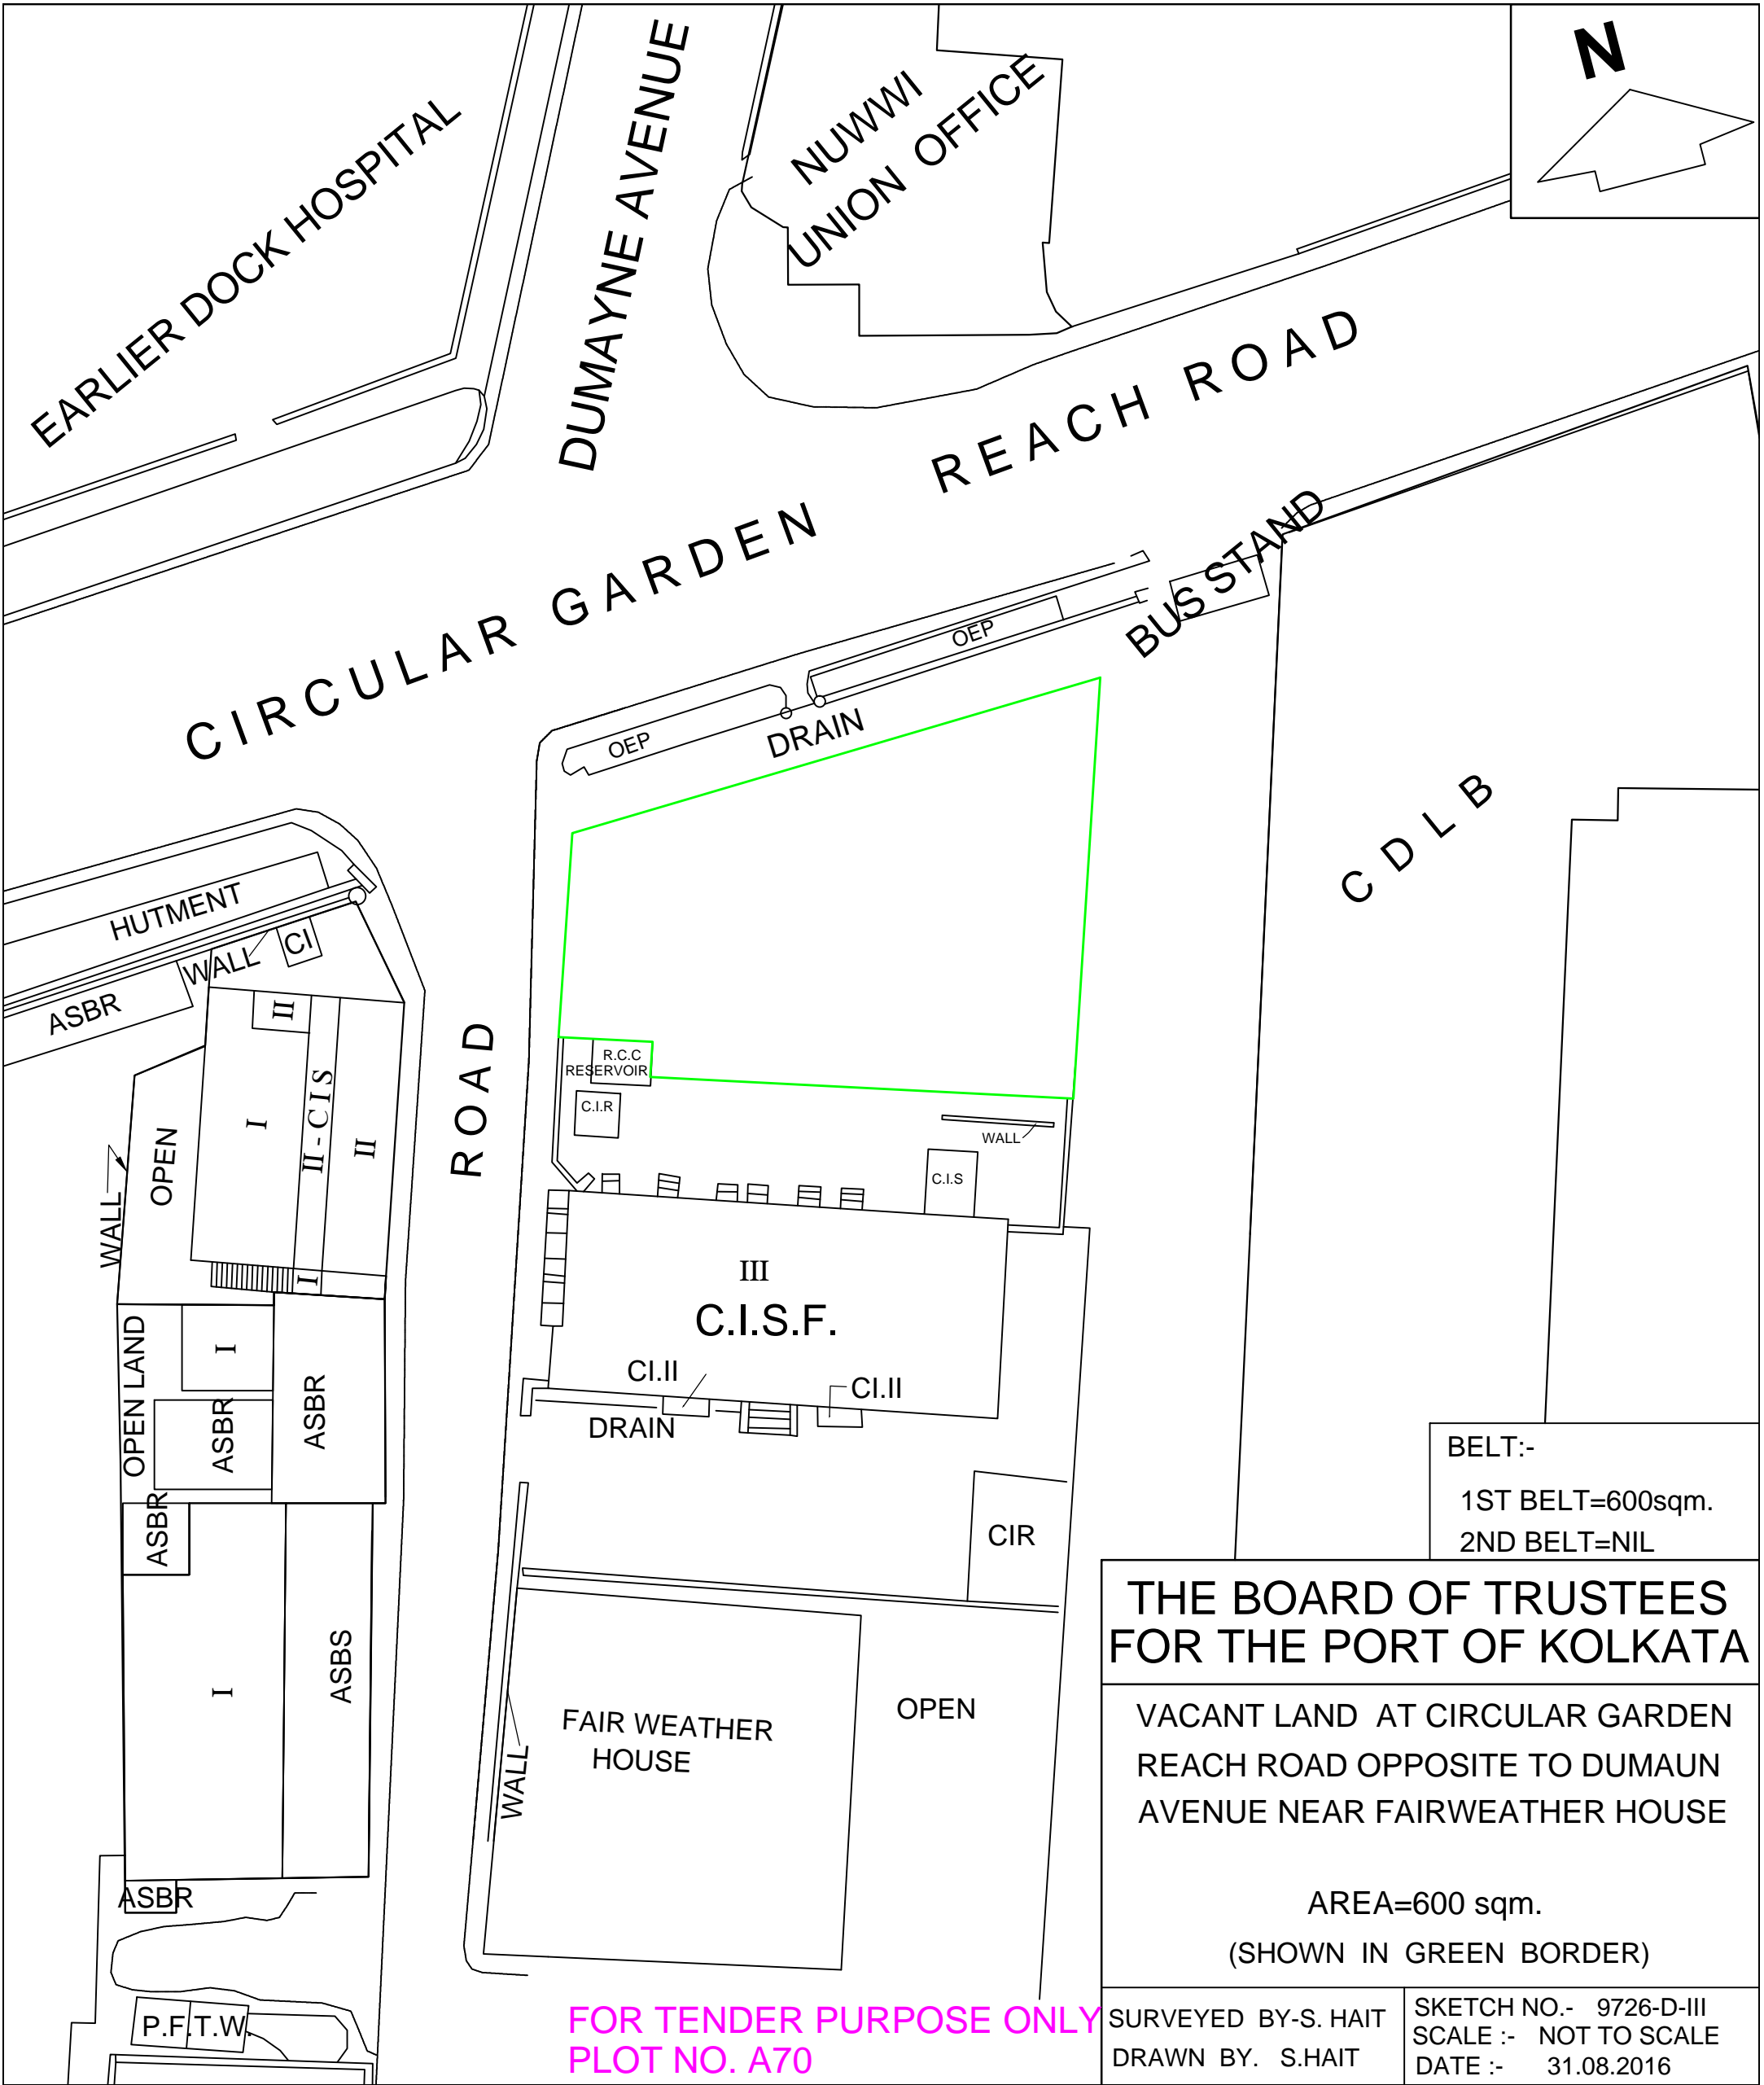 N
EARLIER DOCK HOSPITAL
DUMAYNE AVENUE
NUWWI
UNION OFFICE
CIRCULAR GARDEN REACH ROAD
BUS STAND
OEP
OEP
DRAIN
C D L B
HUTMENT
WALL
CI
ASBR
II
I
II-CIS
II
OPEN
WALL
I
ROAD
R.C.C
RESERVOIR
C.I.R
WALL
C.I.S
III
C.I.S.F.
CI.II
CI.II
DRAIN
OPEN LAND
I
ASBR
ASBR
ASBR
I
ASBS
ASBR
P.F.T.W.
CIR
WALL
FAIR WEATHER
HOUSE
OPEN
BELT:-
1ST BELT=600sqm.
2ND BELT=NIL
THE BOARD OF TRUSTEES
FOR THE PORT OF KOLKATA
VACANT LAND AT CIRCULAR GARDEN
REACH ROAD OPPOSITE TO DUMAUN
AVENUE NEAR FAIRWEATHER HOUSE
AREA=600 sqm.
(SHOWN IN GREEN BORDER)
FOR TENDER PURPOSE ONLY
PLOT NO. A70
SURVEYED BY-S. HAIT
DRAWN BY. S.HAIT
SKETCH NO.- 9726-D-III
SCALE :- NOT TO SCALE
DATE :- 31.08.2016